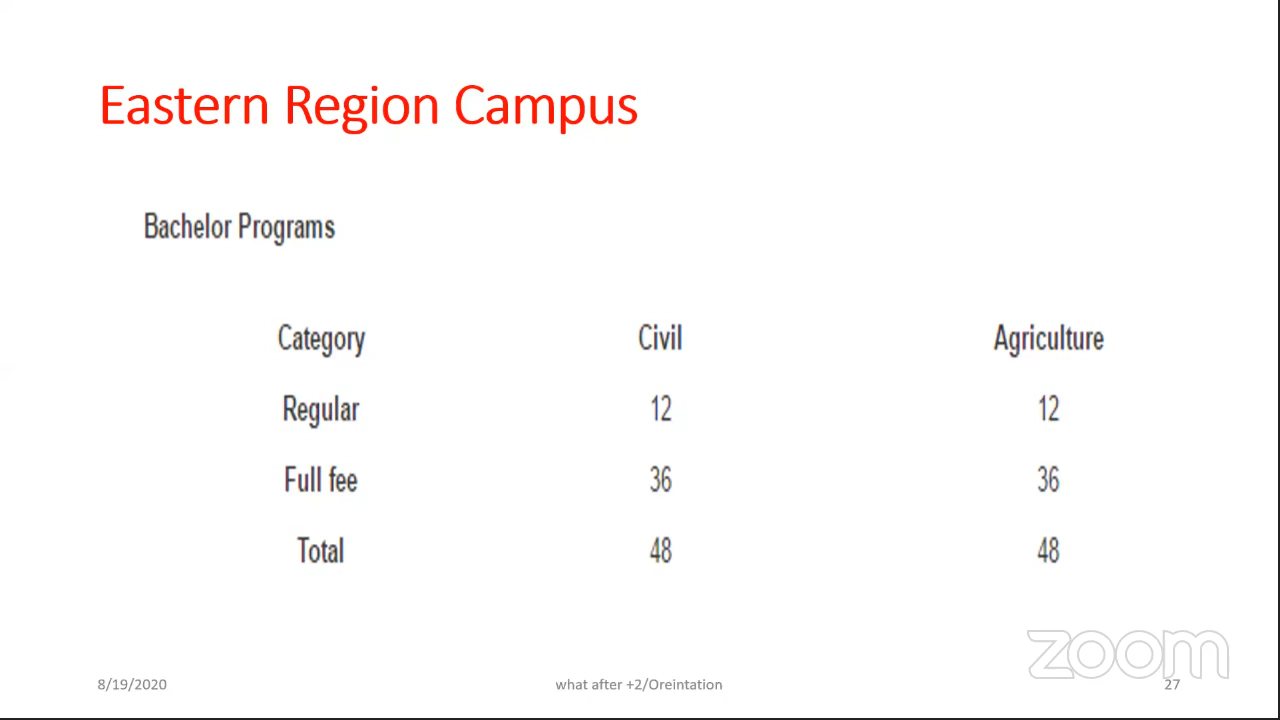 Eastern Region Campus
Bachelor Programs
Category Civil Agriculture
Regular 12 12
Full fee 36 36
Total 48 48
zoom
8/19/2020 what after +2/Oreintation 27